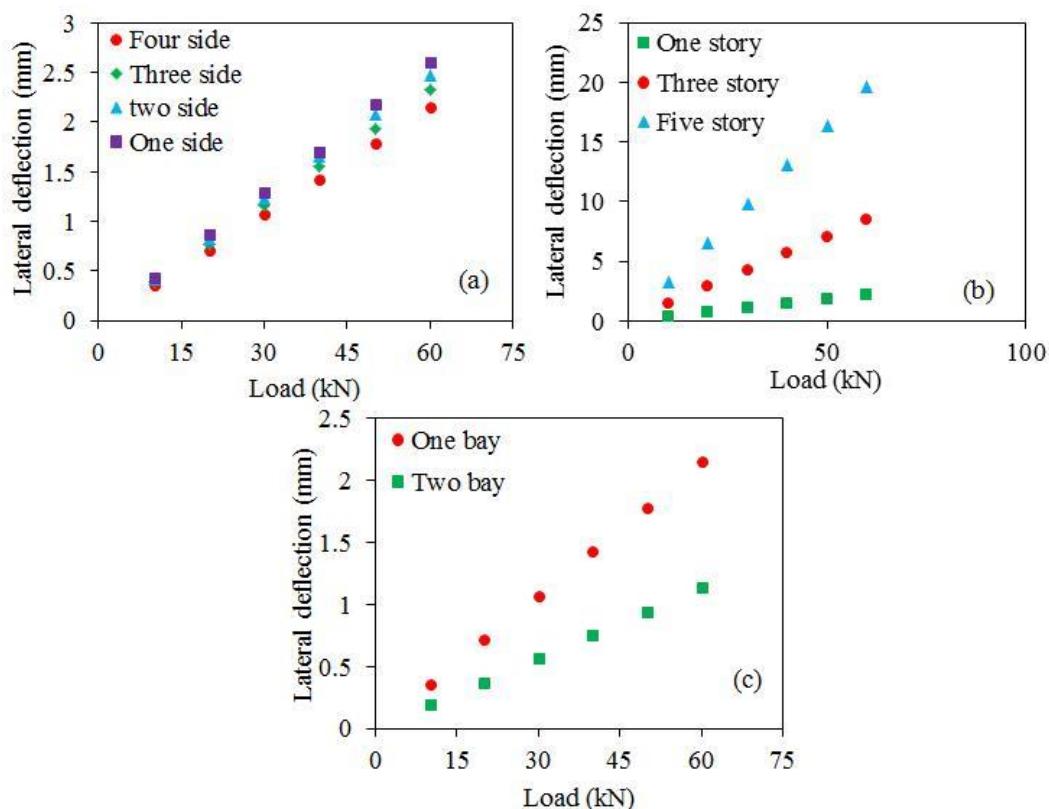 Lateral deflection (mm)
3
2.5
2
1.5
1
0.5
0
Four side
Three side
two side
One side
(a)
0 15 30 45 60 75
Load (kN)
Lateral deflection (mm)
25
20
15
10
5
0
One story
Three story
Five story
(b)
0 50 100
Load (kN)
Lateral deflection (mm)
2.5
2
1.5
1
0.5
0
One bay
Two bay
(c)
0 15 30 45 60 75
Load (kN)